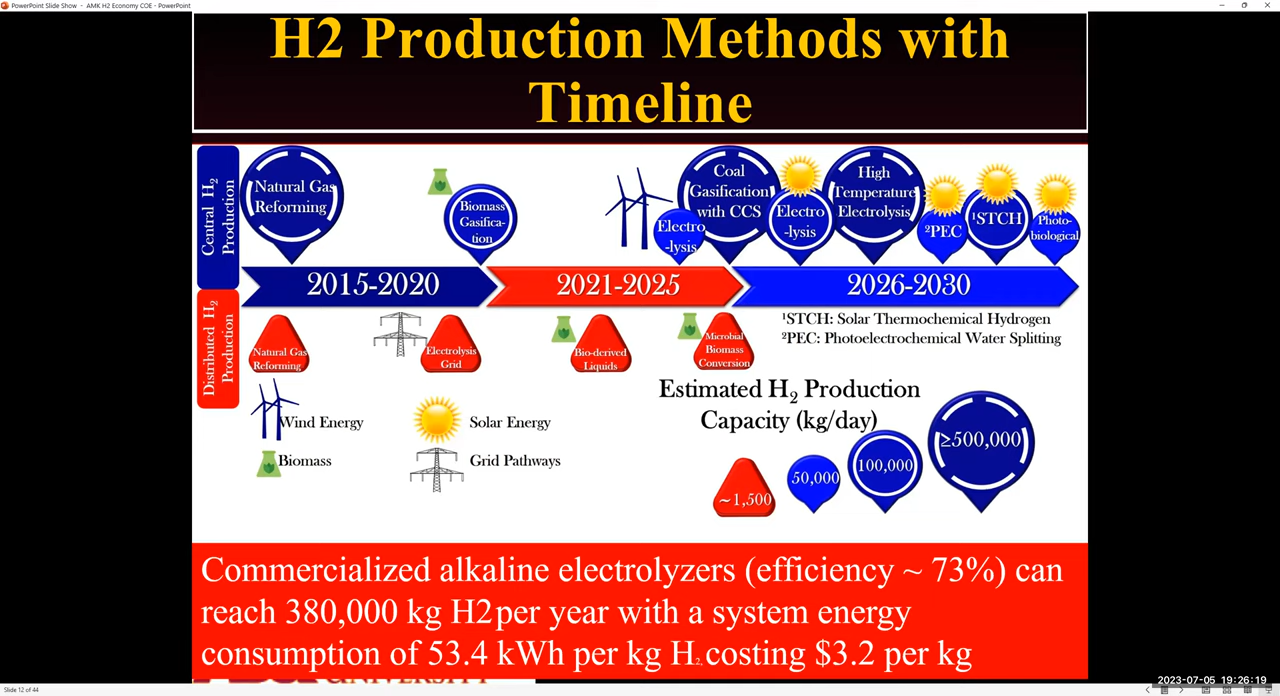 PowerPoint Slide Show - AMK H2 Economy COE - PowerPoint
H2 Production Methods with
Timeline
Central H2
Production
Natural Gas
Reforming
Biomass
Gasifica-
tion
Electro
-lysis
Coal
Gasification
with CCS
Electro
-lysis
High
Temperature
Electrolysis
²PEC
¹STCH
Photo-
biological
2015-2020
2021-2025
2026-2030
Distributed H2
Production
Natural Gas
Reforming
Electrolysis
Grid
Bio-derived
Liquids
Microbial
Biomass
Conversion
¹STCH: Solar Thermochemical Hydrogen
²PEC: Photoelectrochemical Water Splitting
Wind Energy
Solar Energy
Biomass
Grid Pathways
Estimated H2 Production
Capacity (kg/day)
~1,500
50,000
100,000
≥500,000
Commercialized alkaline electrolyzers (efficiency ~ 73%) can
reach 380,000 kg H2 per year with a system energy
consumption of 53.4 kWh per kg H2 costing $3.2 per kg
2023-07-05 19:26:19
Slide 12 of 44